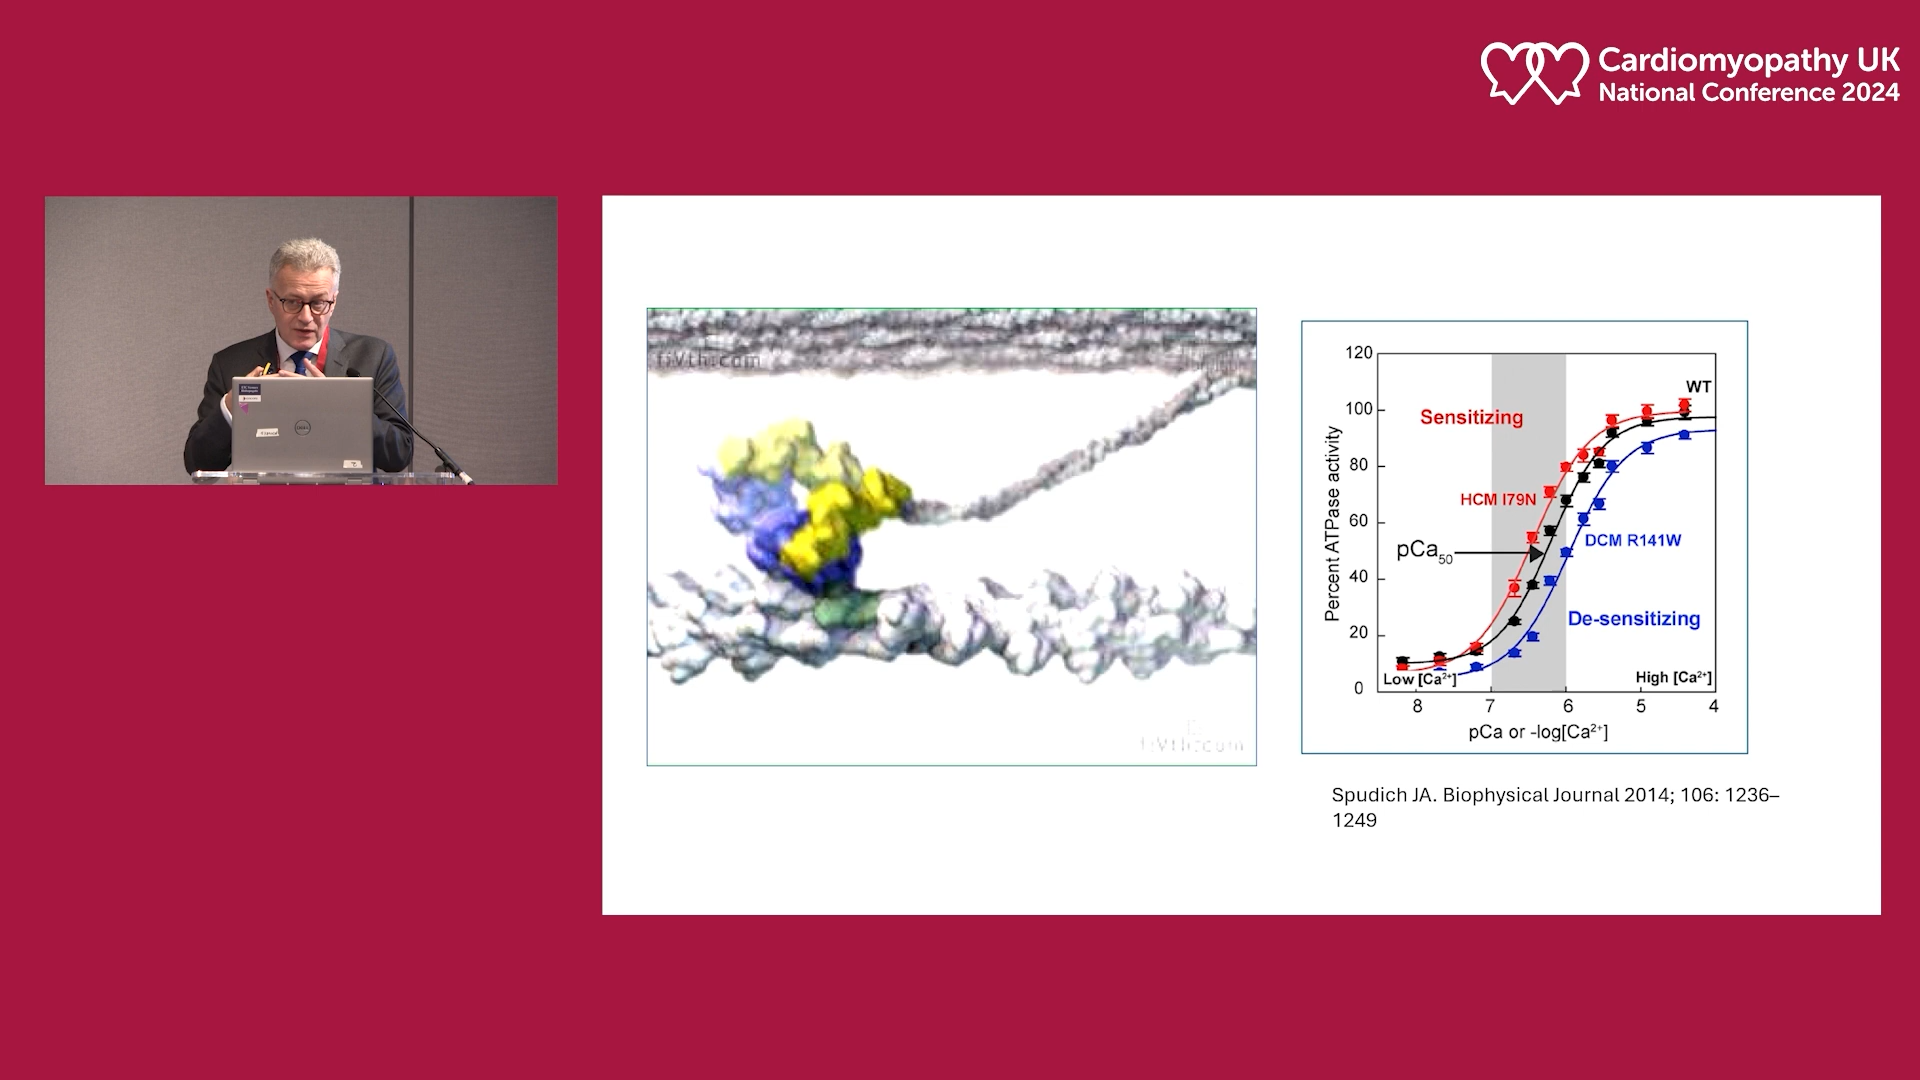 Cardiomyopathy UK
National Conference 2024
fiVth:com
120
100
80
60
40
20
0
Percent ATPase activity
WT
Sensitizing
HCM I79N
pCa50
DCM R141W
De-sensitizing
Low [Ca2+]
High [Ca2+]
8 7 6 5 4
pCa or -log[Ca2+]
Spudich JA. Biophysical Journal 2014; 106: 1236–
1249